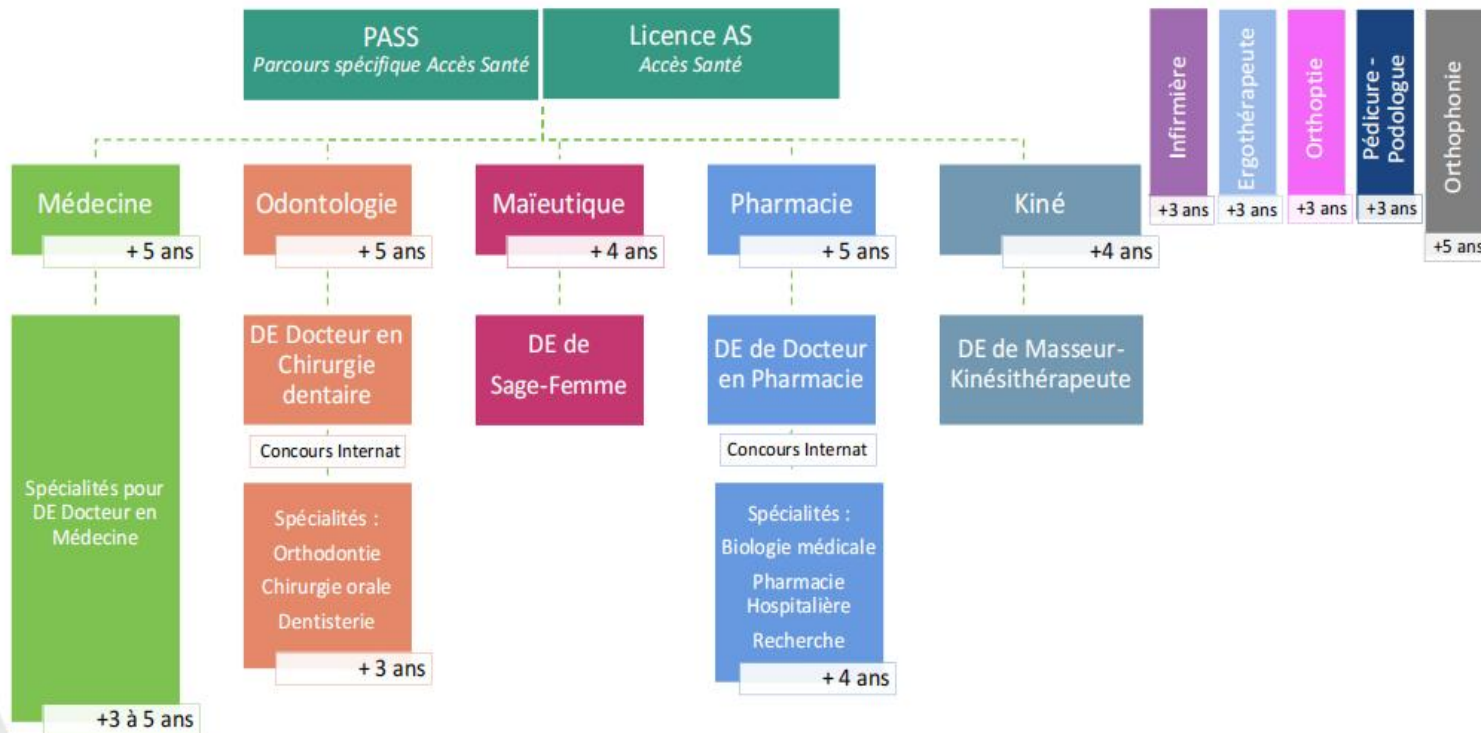 PASS
Parcours spécifique Accès Santé
Licence AS
Accès Santé
Infirmière
+3 ans
Ergothérapeute
+3 ans
Orthoptie
+3 ans
Pédicure -
Podologue
+3 ans
Orthophonie
+5 ans
Médecine
+ 5 ans
Odontologie
+ 5 ans
Maïeutique
+ 4 ans
Pharmacie
+ 5 ans
Kiné
+4 ans
Spécialités pour
DE Docteur en
Médecine
+3 à 5 ans
DE Docteur en
Chirurgie
dentaire
Concours Internat
Spécialités :
Orthodontie
Chirurgie orale
Dentisterie
+ 3 ans
DE de
Sage-Femme
DE de Docteur
en Pharmacie
Concours Internat
Spécialités :
Biologie médicale
Pharmacie
Hospitalière
Recherche
+ 4 ans
DE de Masseur-
Kinésithérapeute